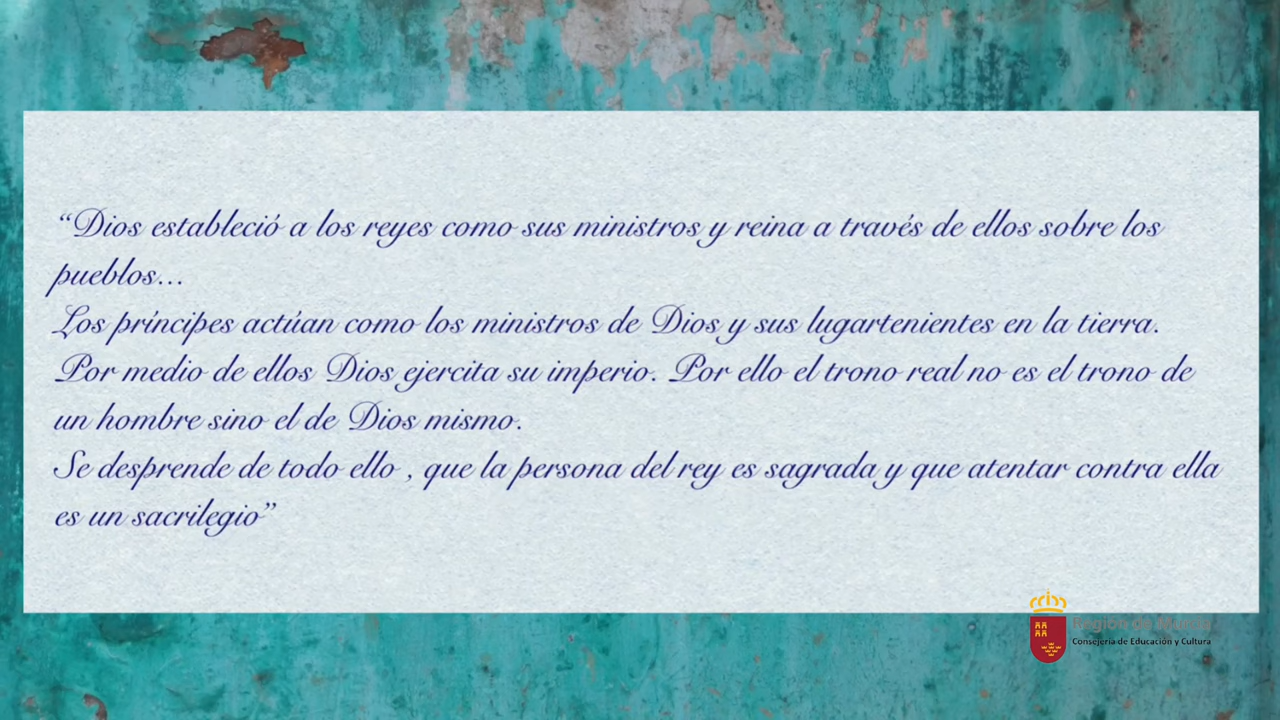 “Dios estableció a los reyes como sus ministros y reina a través de ellos sobre los
pueblos...
Los príncipes actúan como los ministros de Dios y sus lugartenientes en la tierra.
Por medio de ellos Dios ejercita su imperio. Por ello el trono real no es el trono de
un hombre sino el de Dios mismo.
Se desprende de todo ello , que la persona del rey es sagrada y que atentar contra ella
es un sacrilegio”
Región de Murcia
Consejería de Educación y Cultura